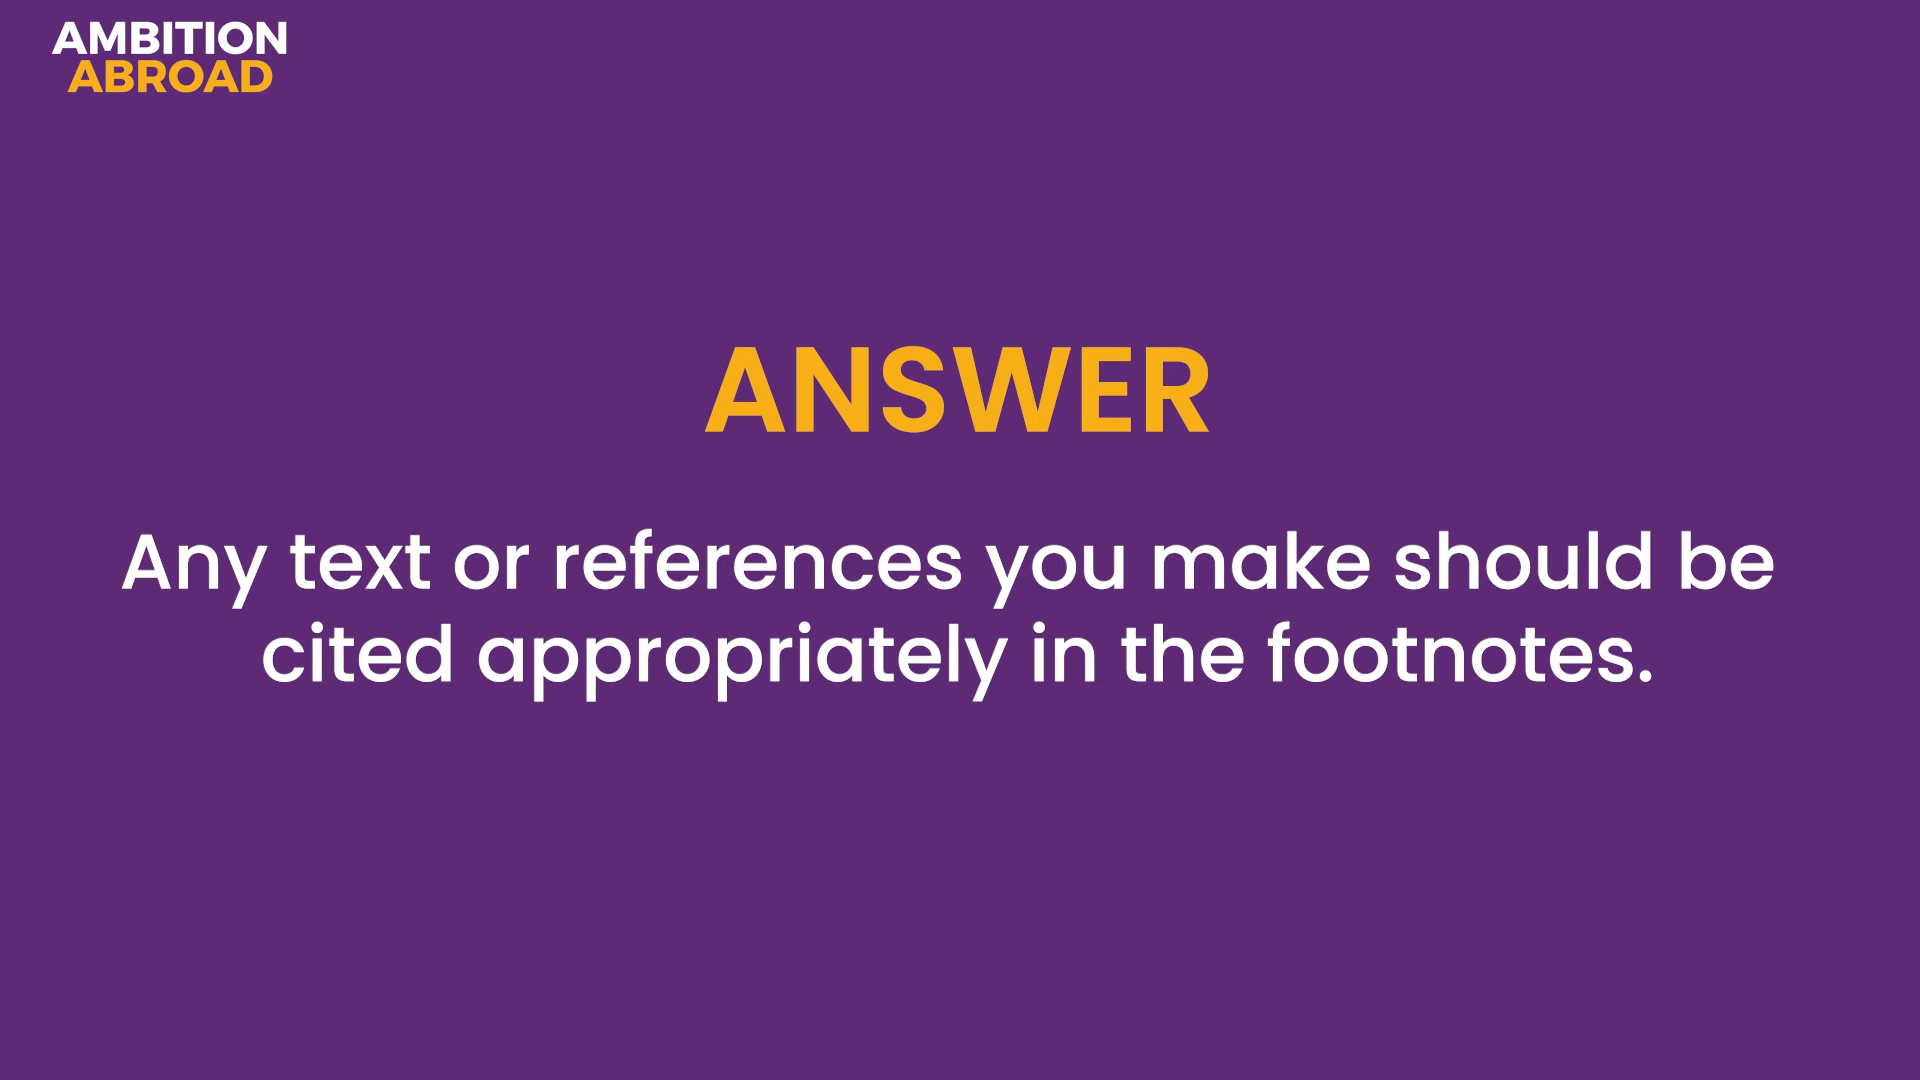 AMBITION
ABROAD
ANSWER
Any text or references you make should be
cited appropriately in the footnotes.